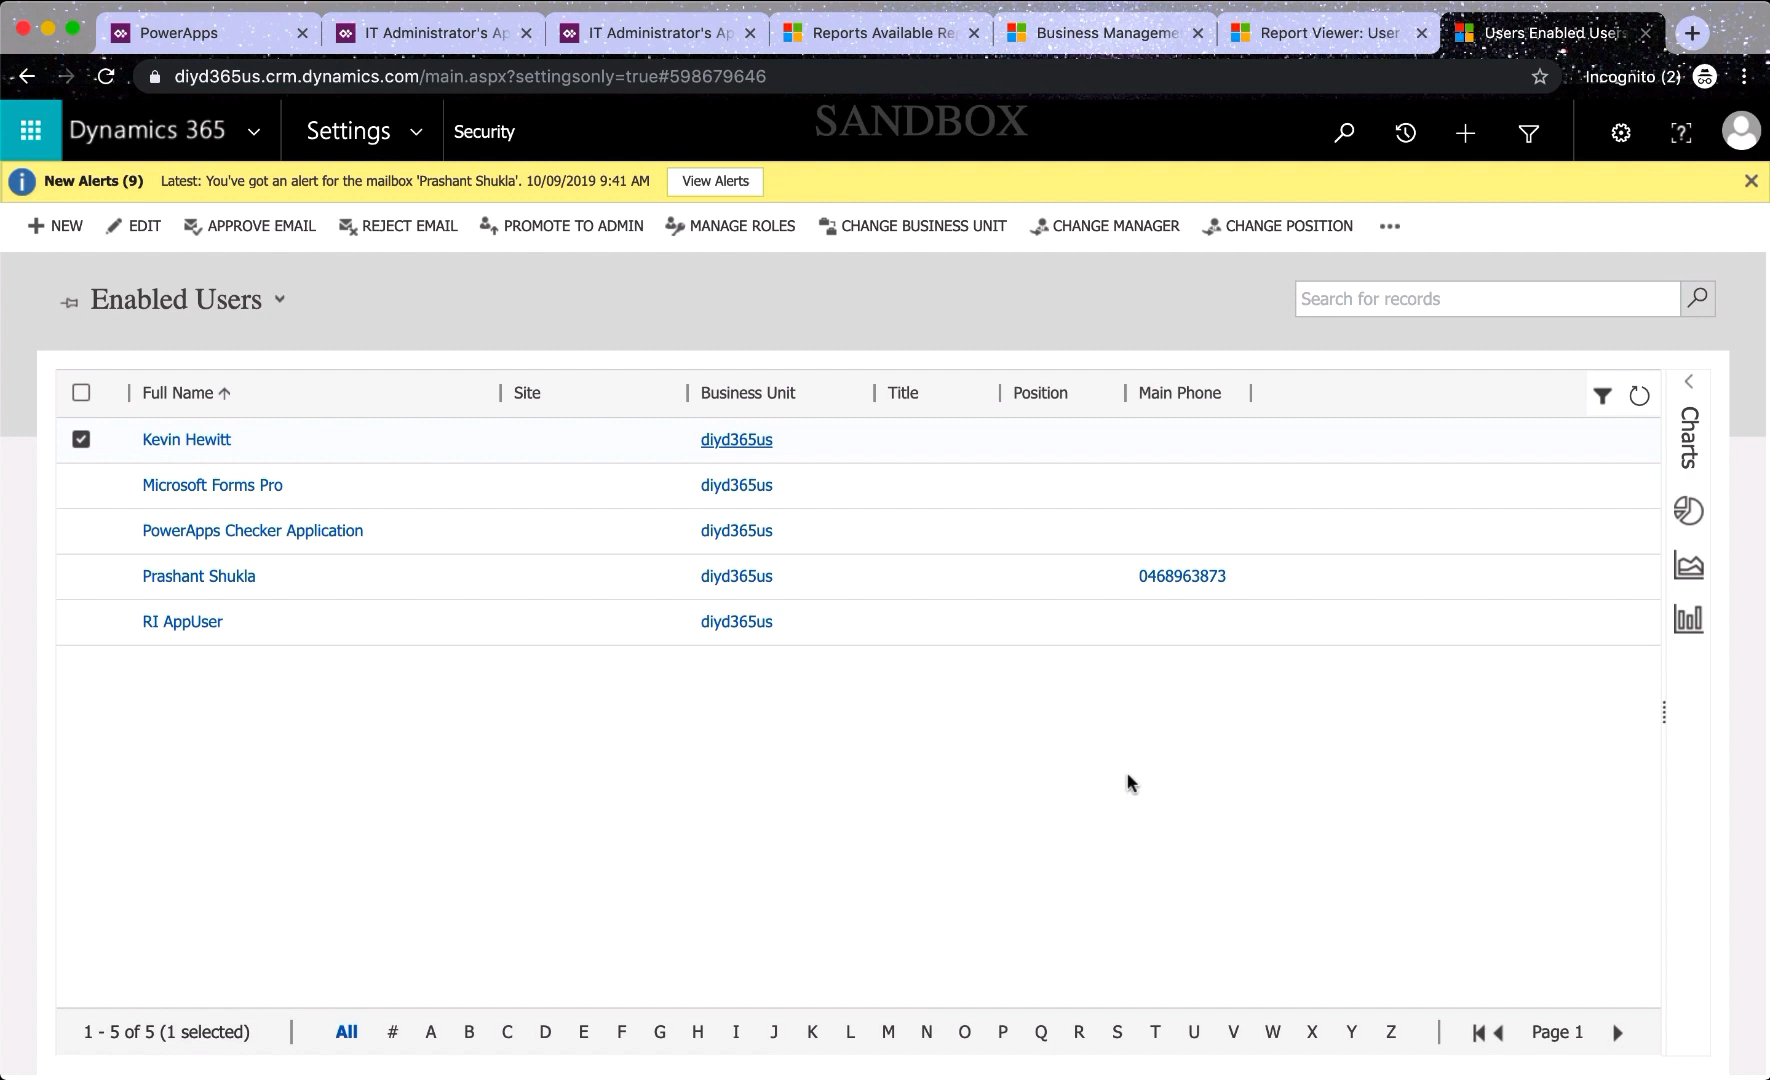 PowerApps
IT Administrator's Ap
IT Administrator's Ap
Reports Available Re
Business Manageme
Report Viewer: User
Users Enabled User
diyd365us.crm.dynamics.com/main.aspx?settingsonly=true#598679646
Incognito (2)
Dynamics 365
Settings
Security
SANDBOX
New Alerts (9) Latest: You've got an alert for the mailbox 'Prashant Shukla'. 10/09/2019 9:41 AM View Alerts
NEW EDIT APPROVE EMAIL REJECT EMAIL PROMOTE TO ADMIN MANAGE ROLES CHANGE BUSINESS UNIT CHANGE MANAGER CHANGE POSITION
Enabled Users
Search for records
Full Name Site Business Unit Title Position Main Phone
Kevin Hewitt diyd365us
Microsoft Forms Pro diyd365us
PowerApps Checker Application diyd365us
Prashant Shukla diyd365us 0468963873
RI AppUser diyd365us
Charts
1 - 5 of 5 (1 selected) All # A B C D E F G H I J K L M N O P Q R S T U V W X Y Z Page 1